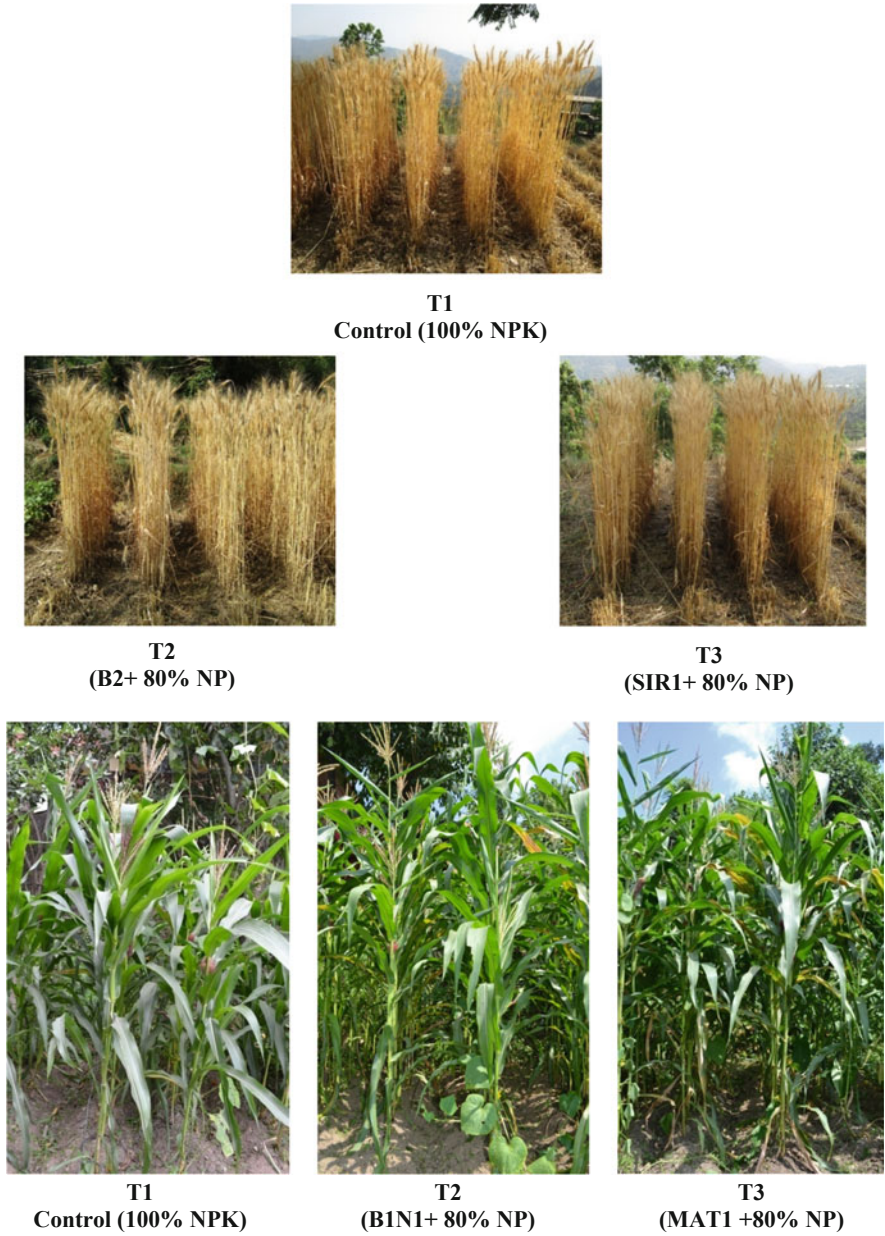 T1
Control (100% NPK)
T2
(B2+ 80% NP)
T3
(SIR1+ 80% NP)
T1
Control (100% NPK)
T2
(B1N1+ 80% NP)
T3
(MAT1 +80% NP)